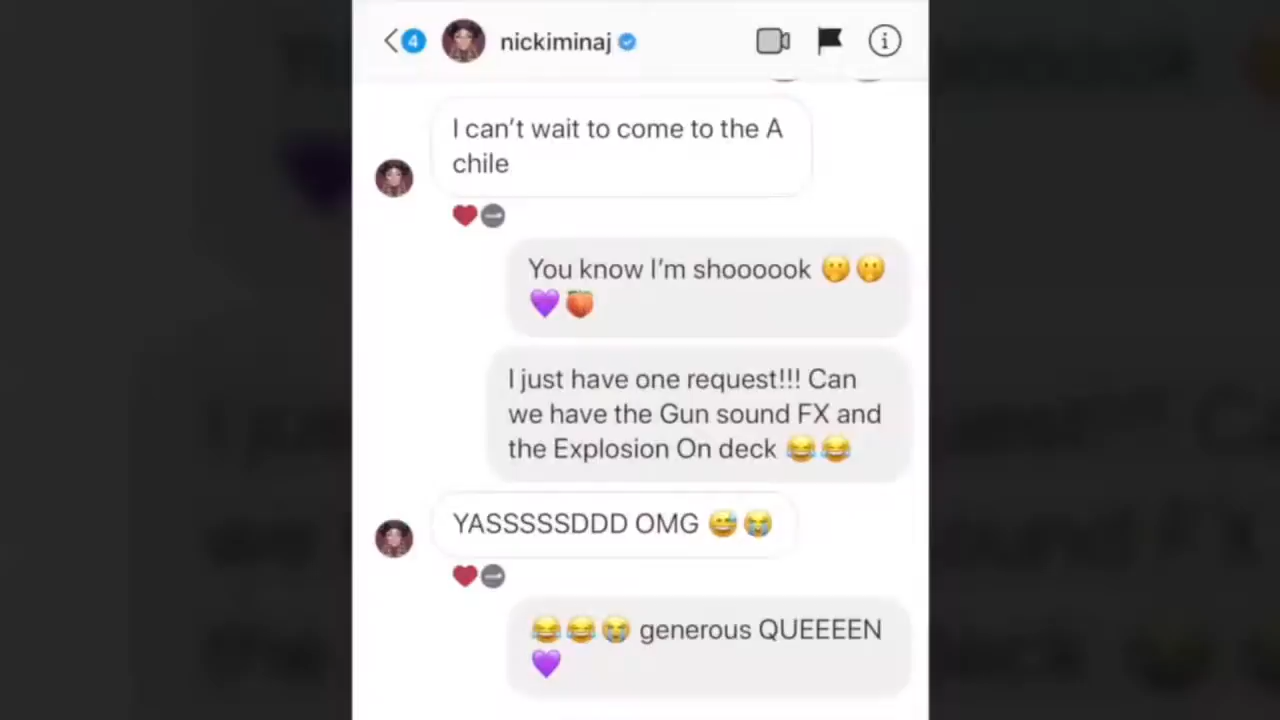 4 nickiminaj
I can't wait to come to the A
chile
You know I'm shoooook 🤭🤭
💜🍑
I just have one request!!! Can
we have the Gun sound FX and
the Explosion On deck 😂😂
YASSSSSDDD OMG 😅😭
😂😂😭 generous QUEEEEN
💜